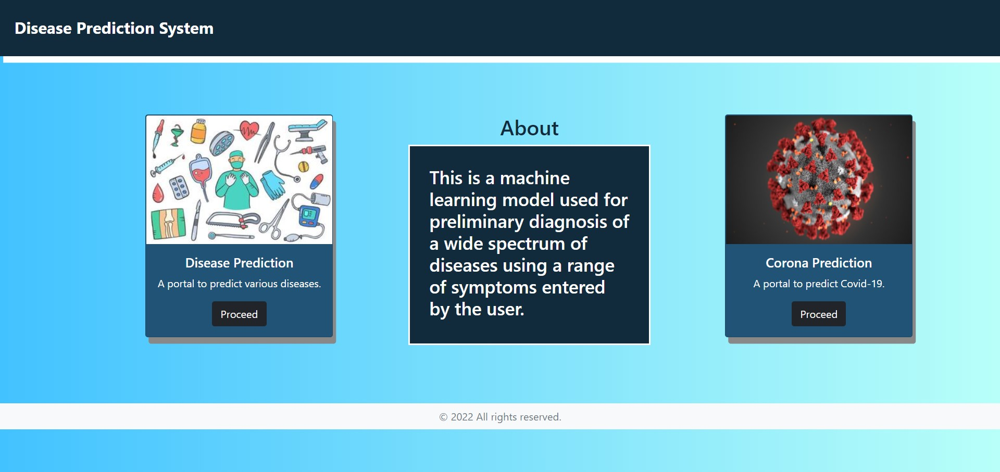 Disease Prediction System
Disease Prediction
A portal to predict various diseases.
Proceed
About
This is a machine
learning model used for
preliminary diagnosis of
a wide spectrum of
diseases using a range
of symptoms entered
by the user.
Corona Prediction
A portal to predict Covid-19.
Proceed
© 2022 All rights reserved.